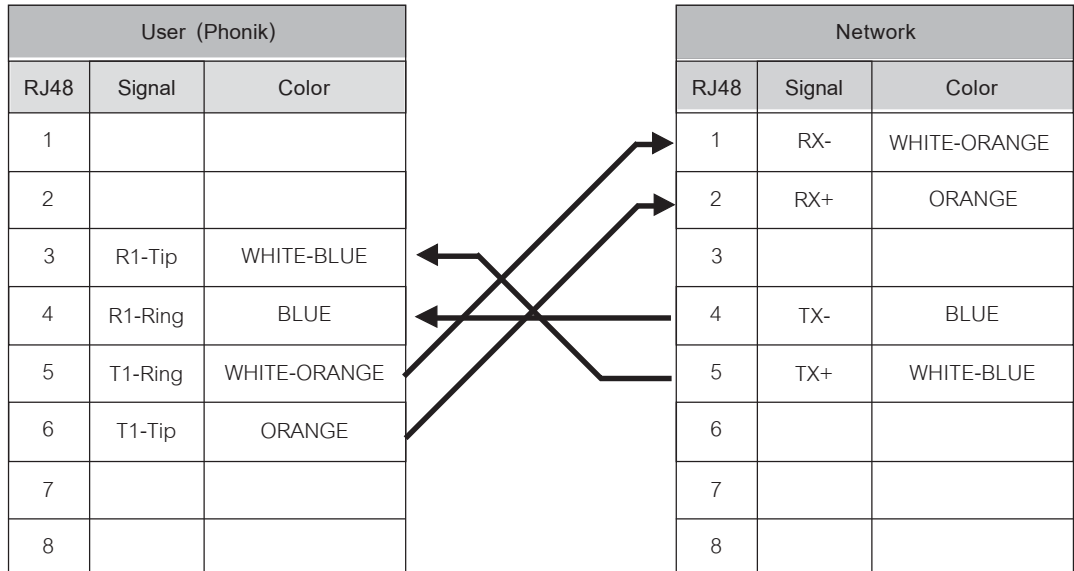 User (Phonik)
RJ48 Signal Color
1
2
3 R1-Tip WHITE-BLUE
4 R1-Ring BLUE
5 T1-Ring WHITE-ORANGE
6 T1-Tip ORANGE
7
8
Network
RJ48 Signal Color
1 RX- WHITE-ORANGE
2 RX+ ORANGE
3
4 TX- BLUE
5 TX+ WHITE-BLUE
6
7
8